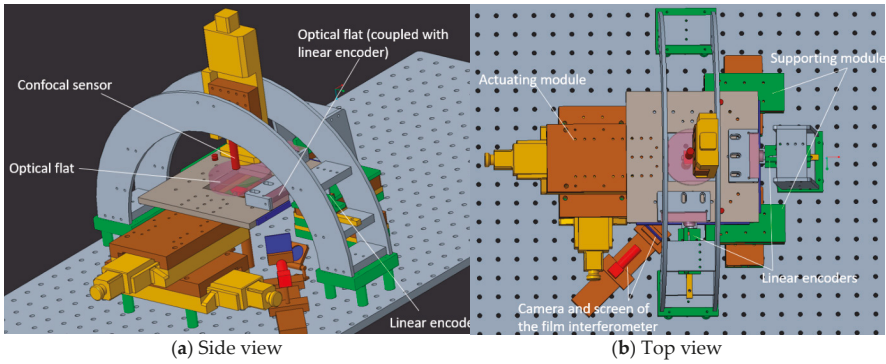 Optical flat (coupled with
linear encoder)
Confocal sensor
Optical flat
Linear encode
(a) Side view
Actuating module
Supporting module
Linear encoders
Camera and screen of
the film interferometer
(b) Top view